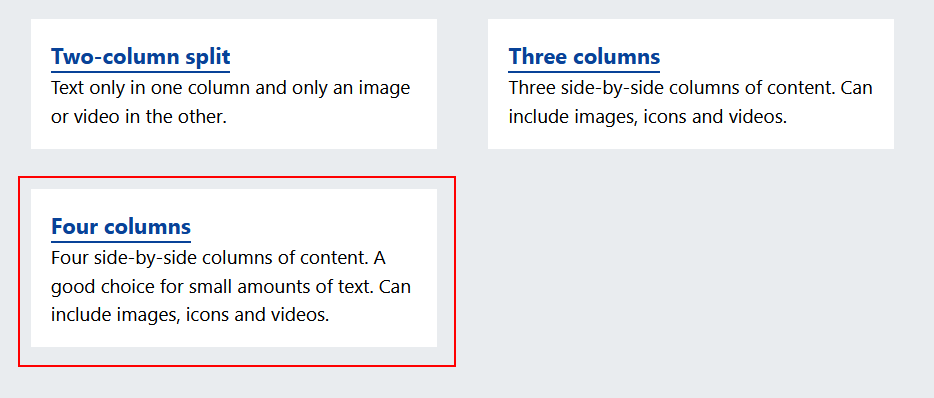 Two-column split
Text only in one column and only an image
or video in the other.
Three columns
Three side-by-side columns of content. Can
include images, icons and videos.
Four columns
Four side-by-side columns of content. A
good choice for small amounts of text. Can
include images, icons and videos.